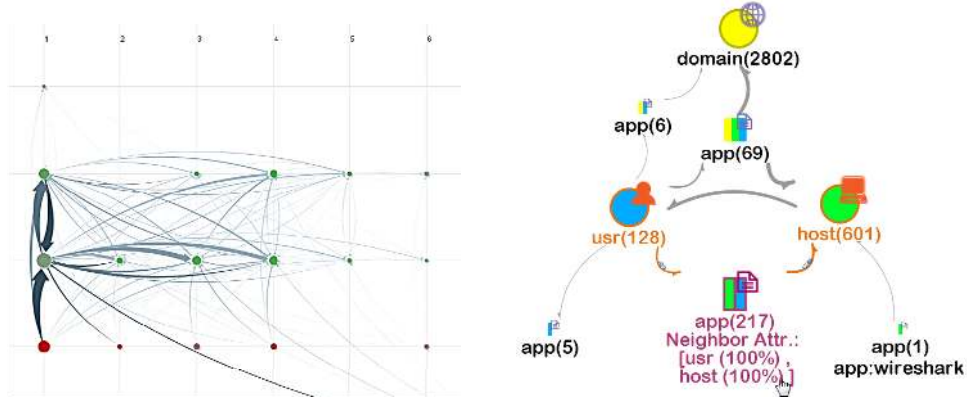 1 2 3 4 5 6
domain(2802)
app(6)
app(69)
usr(128)
host(601)
app(217)
Neighbor Attr.:
[usr (100%) ,
host (100%) ]
app(5)
app(1)
app:wireshark